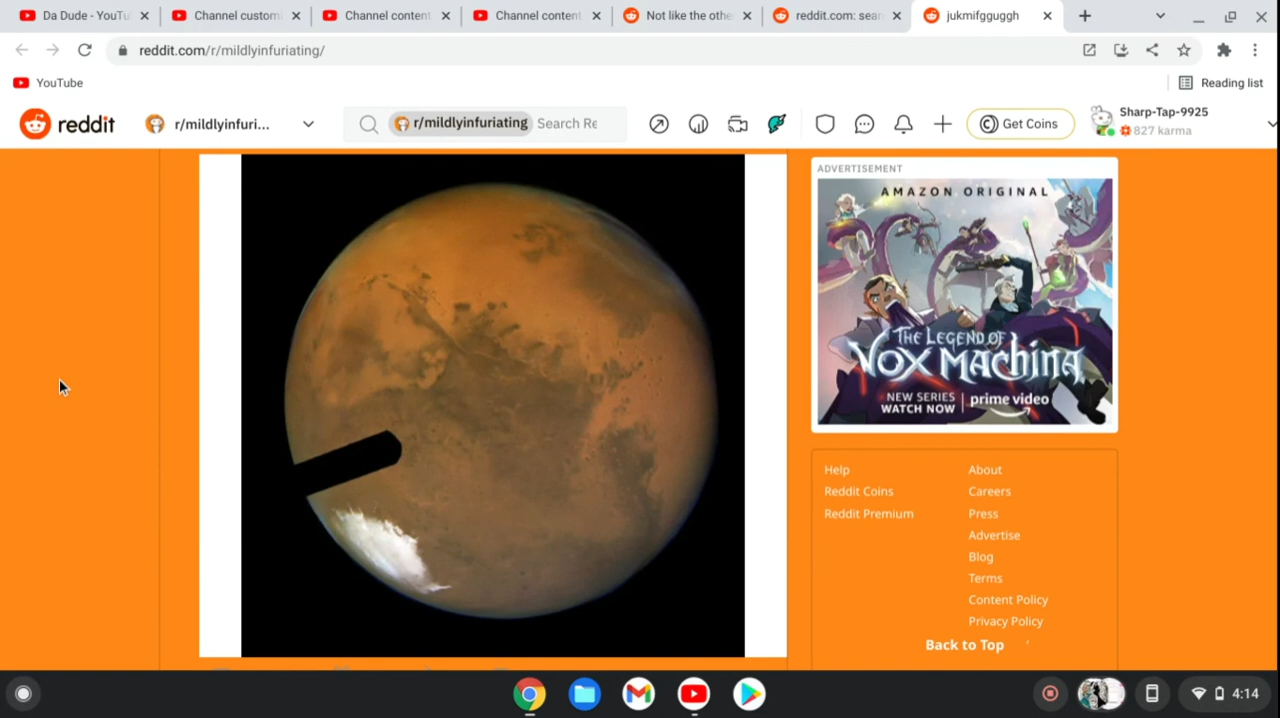 Da Dude - YouTu
Channel custom
Channel content
Channel content
Not like the othe
reddit.com: sear
jukmifgguggh
reddit.com/r/mildlyinfuriating/
YouTube
Reading list
reddit
r/mildlyinfuri...
r/mildlyinfuriating
Search Re
Get Coins
Sharp-Tap-9925
827 karma
ADVERTISEMENT
AMAZON ORIGINAL
THE LEGEND OF
VOX MACHINA
NEW SERIES
WATCH NOW
prime video
Help
About
Reddit Coins
Careers
Reddit Premium
Press
Advertise
Blog
Terms
Content Policy
Privacy Policy
Back to Top
4:14